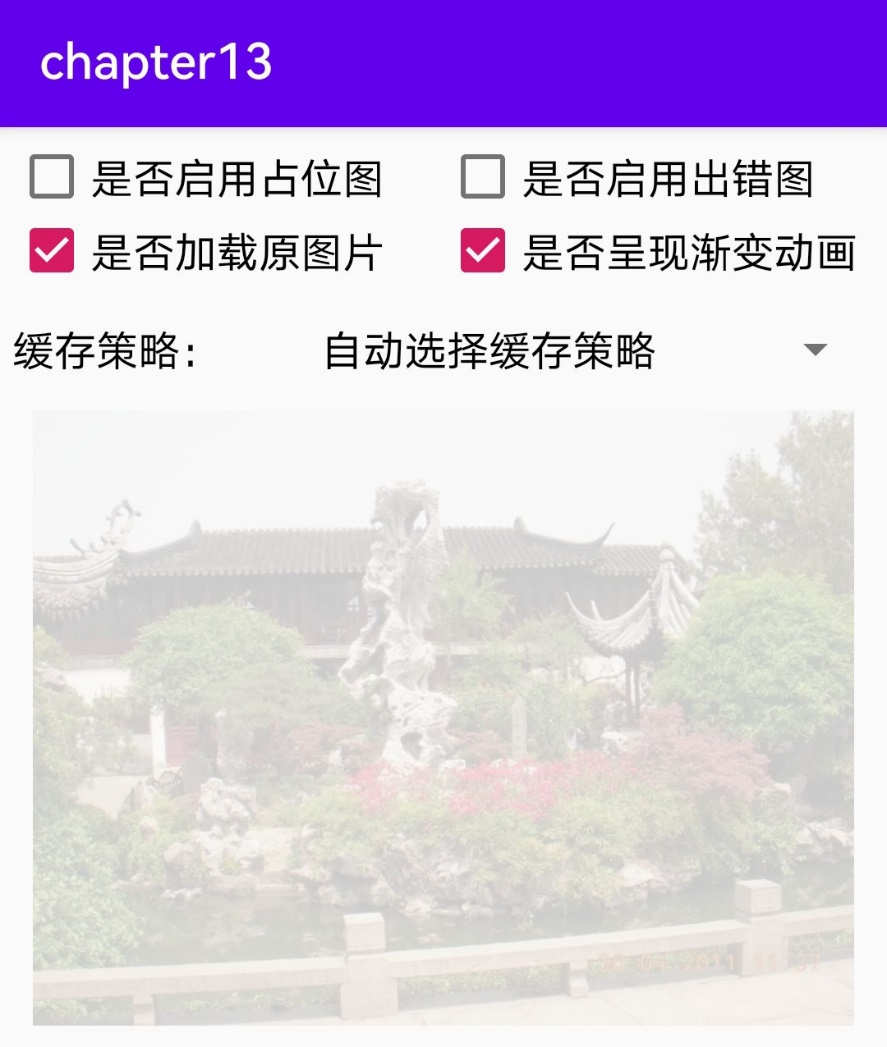 chapter13
是否启用占位图 是否启用出错图
是否加载原图片 是否呈现渐变动画
缓存策略: 自动选择缓存策略